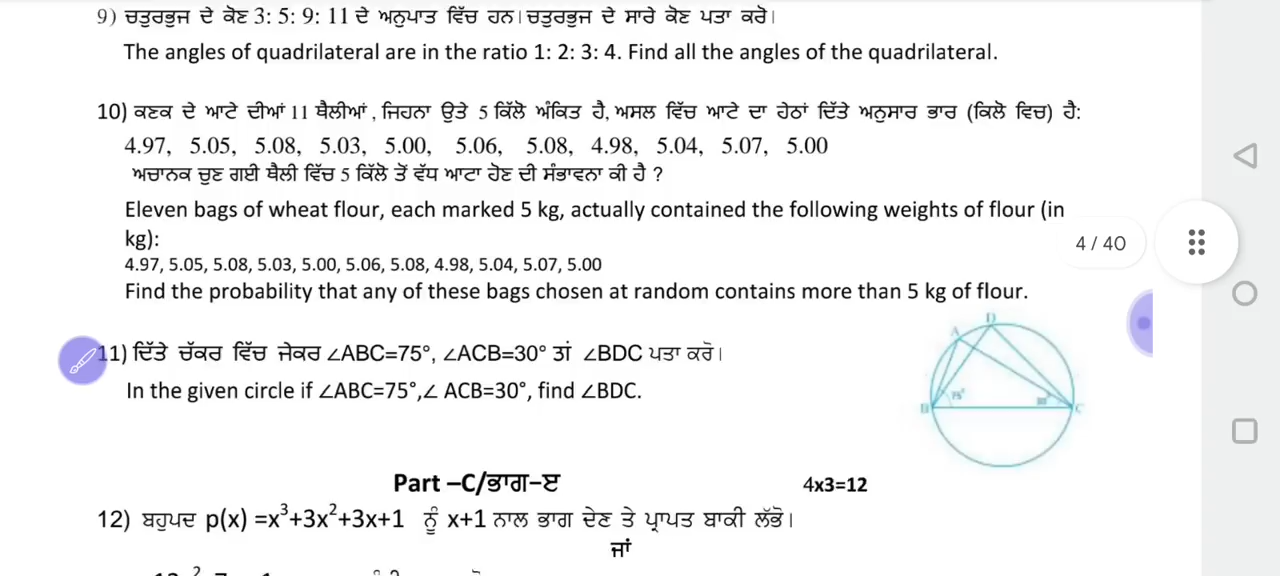 9) ਚਤੁਰਭੁਜ ਦੇ ਕੋਣ 3: 5: 9: 11 ਦੇ ਅਨੁਪਾਤ ਵਿੱਚ ਹਨ। ਚਤੁਰਭੁਜ ਦੇ ਸਾਰੇ ਕੋਣ ਪਤਾ ਕਰੋ।
The angles of quadrilateral are in the ratio 1: 2: 3: 4. Find all the angles of the quadrilateral.
10) ਕਣਕ ਦੇ ਆਟੇ ਦੀਆਂ 11 ਥੈਲੀਆਂ, ਜਿਹਨਾ ਉਤੇ 5 ਕਿੱਲੋ ਅੰਕਿਤ ਹੈ, ਅਸਲ ਵਿੱਚ ਆਟੇ ਦਾ ਹੇਠਾਂ ਦਿੱਤੇ ਅਨੁਸਾਰ ਭਾਰ (ਕਿਲੋ ਵਿਚ) ਹੈ:
4.97, 5.05, 5.08, 5.03, 5.00, 5.06, 5.08, 4.98, 5.04, 5.07, 5.00
ਅਚਾਨਕ ਚੁਣ ਗਈ ਥੈਲੀ ਵਿੱਚ 5 ਕਿੱਲੋ ਤੋਂ ਵੱਧ ਆਟਾ ਹੋਣ ਦੀ ਸੰਭਾਵਨਾ ਕੀ ਹੈ ?
Eleven bags of wheat flour, each marked 5 kg, actually contained the following weights of flour (in
kg):
4 / 40
4.97, 5.05, 5.08, 5.03, 5.00, 5.06, 5.08, 4.98, 5.04, 5.07, 5.00
Find the probability that any of these bags chosen at random contains more than 5 kg of flour.
11) ਦਿੱਤੇ ਚੱਕਰ ਵਿੱਚ ਜੇਕਰ ∠ABC=75°, ∠ACB=30° ਤਾਂ ∠BDC ਪਤਾ ਕਰੋ।
In the given circle if ∠ABC=75°,∠ ACB=30°, find ∠BDC.
A D
75°
B C
Part –C/ਭਾਗ-ੲ 4x3=12
12) ਬਹੁਪਦ p(x) =x³+3x²+3x+1 ਨੂੰ x+1 ਨਾਲ ਭਾਗ ਦੇਣ ਤੇ ਪ੍ਰਾਪਤ ਬਾਕੀ ਲੱਭੋ।
ਜਾਂ